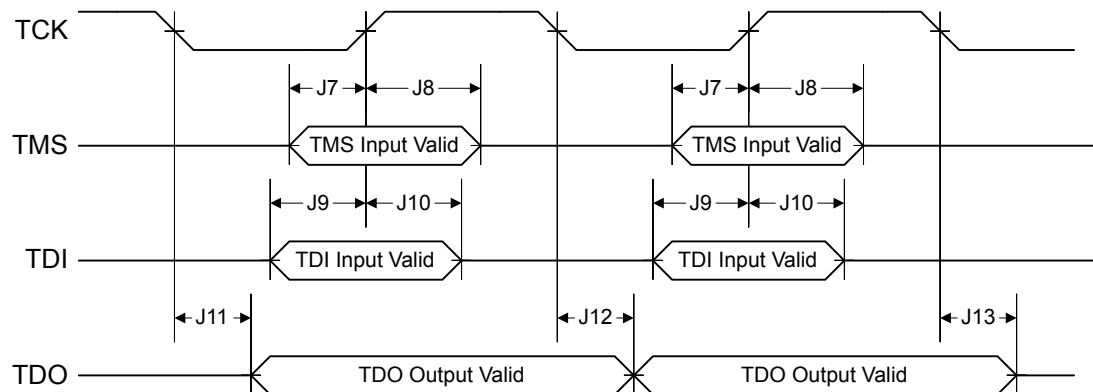 TCK
J7 J8 J7 J8
TMS TMS Input Valid TMS Input Valid
J9 J10 J9 J10
TDI TDI Input Valid TDI Input Valid
J11 J12 J13
TDO TDO Output Valid TDO Output Valid